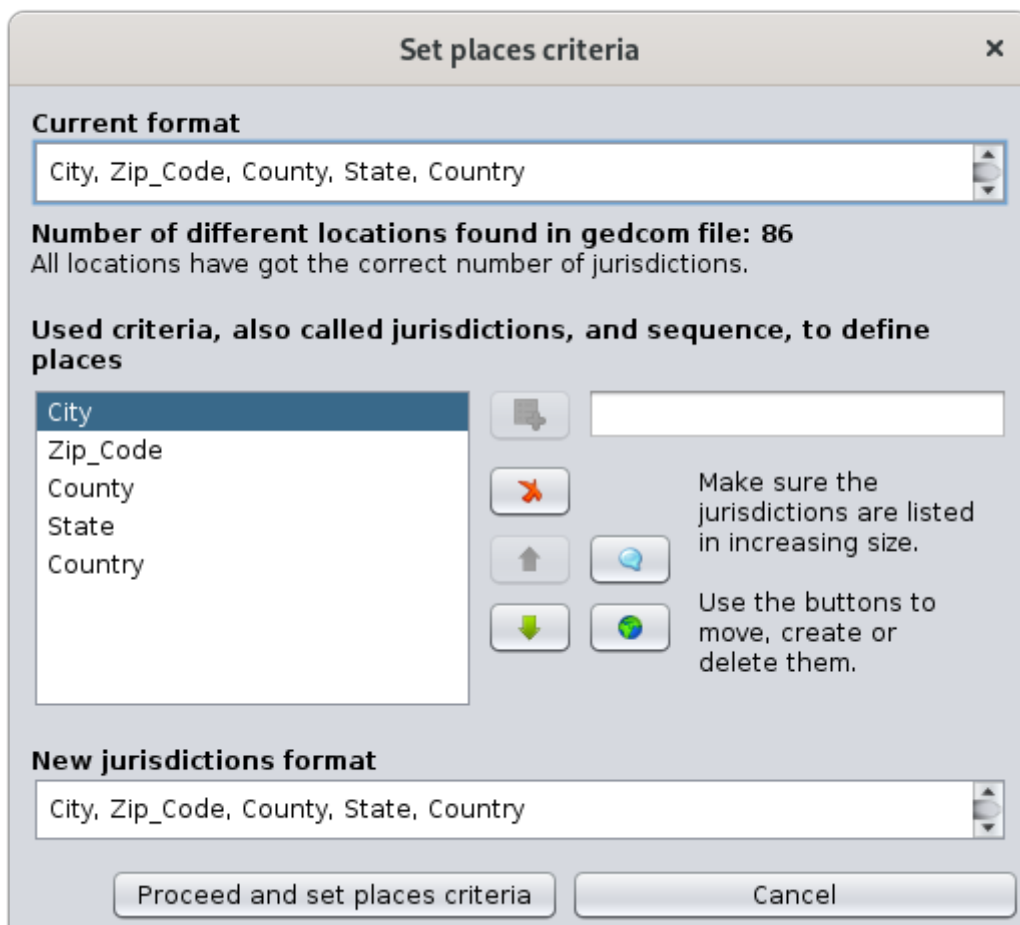 Set places criteria
Current format
City, Zip_Code, County, State, Country
Number of different locations found in gedcom file: 86
All locations have got the correct number of jurisdictions.
Used criteria, also called jurisdictions, and sequence, to define
places
City
Zip_Code
County
State
Country
Make sure the
jurisdictions are listed
in increasing size.
Use the buttons to
move, create or
delete them.
New jurisdictions format
City, Zip_Code, County, State, Country
Proceed and set places criteria
Cancel